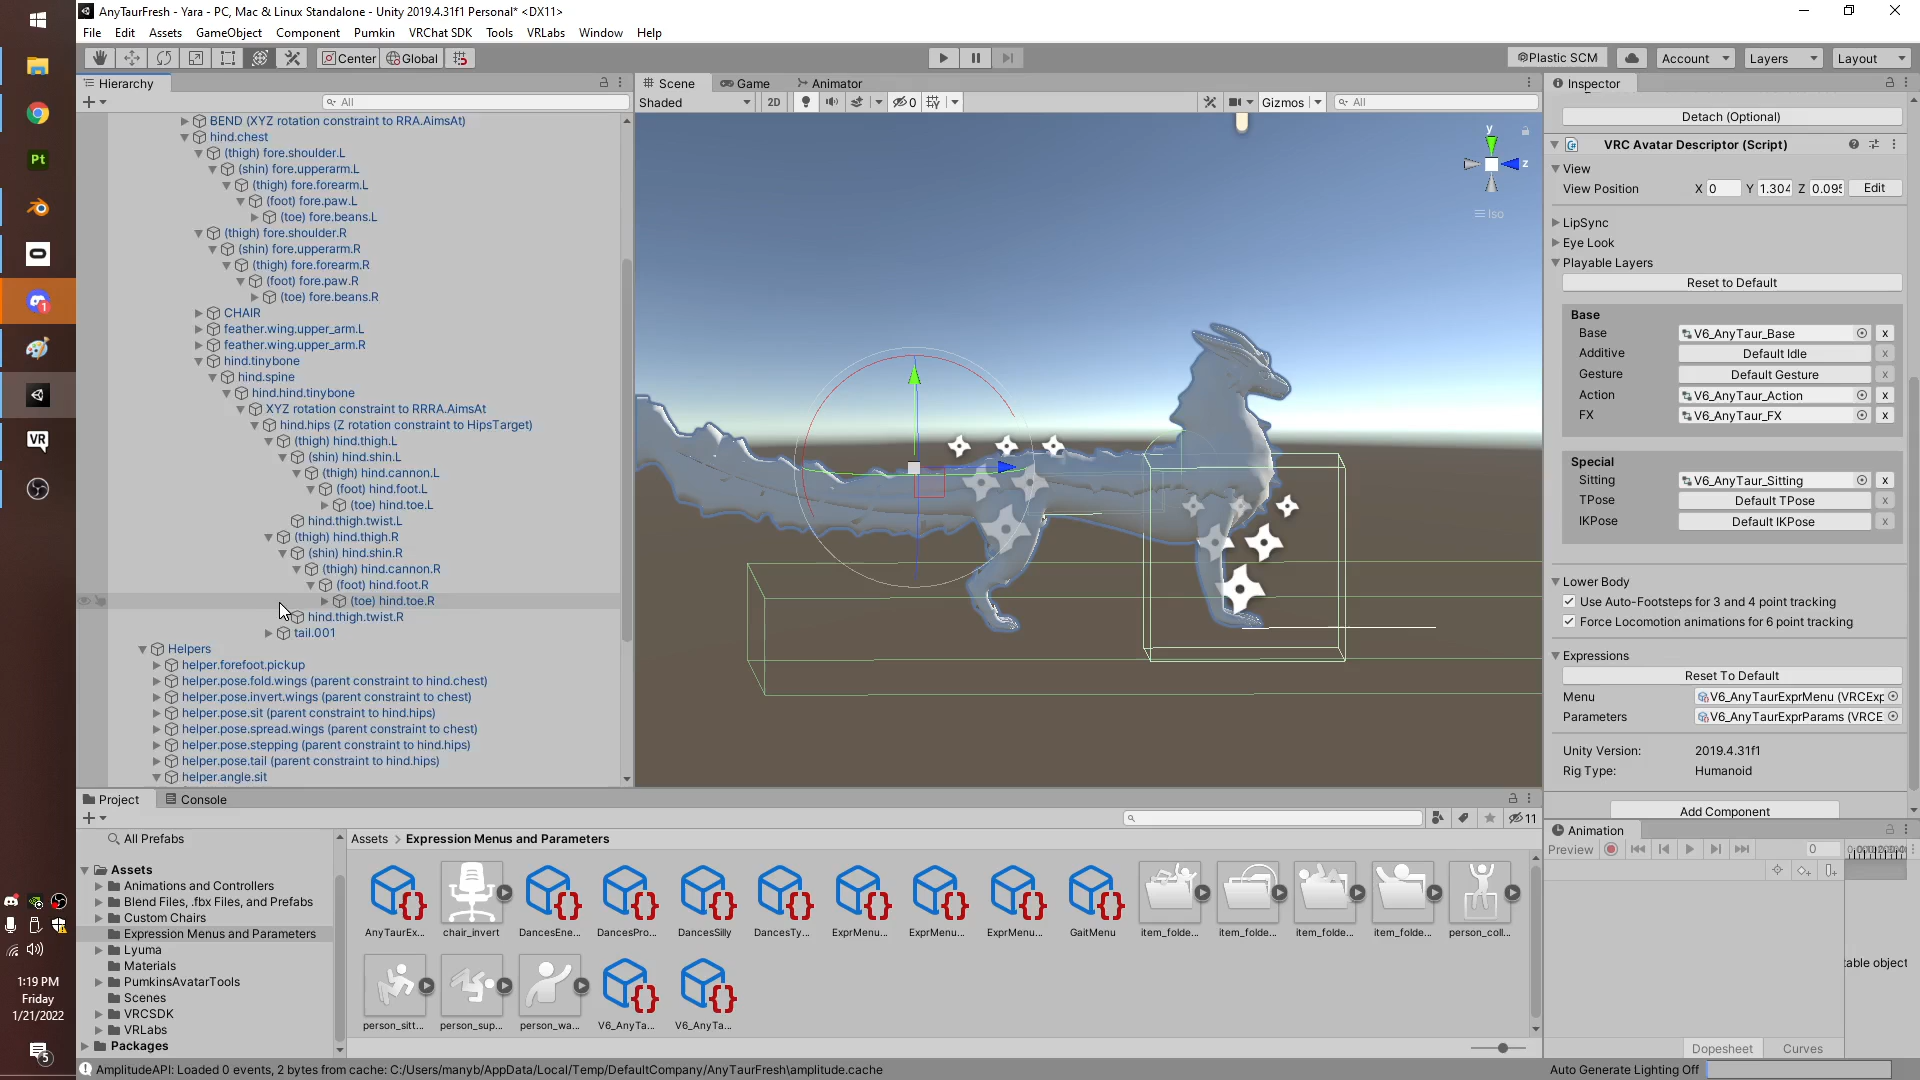 AnyTaurFresh - Yara - PC, Mac & Linux Standalone - Unity 2019.4.31f1 Personal* <DX11>
File Edit Assets GameObject Component Pumkin VRChat SDK Tools VRLabs Window Help
Center Global Plastic SCM Account Layers Layout
Hierarchy
All
BEND (XYZ rotation constraint to RRA.AimsAt)
hind.chest
(thigh) fore.shoulder.L
(shin) fore.upperarm.L
(thigh) fore.forearm.L
(foot) fore.paw.L
(toe) fore.beans.L
(thigh) fore.shoulder.R
(shin) fore.upperarm.R
(thigh) fore.forearm.R
(foot) fore.paw.R
(toe) fore.beans.R
CHAIR
feather.wing.upper_arm.L
feather.wing.upper_arm.R
hind.tinybone
hind.spine
hind.hind.tinybone
XYZ rotation constraint to RRRA.AimsAt
hind.hips (Z rotation constraint to HipsTarget)
(thigh) hind.thigh.L
(shin) hind.shin.L
(thigh) hind.cannon.L
(foot) hind.foot.L
(toe) hind.toe.L
hind.thigh.twist.L
(thigh) hind.thigh.R
(shin) hind.shin.R
(thigh) hind.cannon.R
(foot) hind.foot.R
(toe) hind.toe.R
hind.thigh.twist.R
tail.001
Helpers
helper.forefoot.pickup
helper.pose.fold.wings (parent constraint to hind.chest)
helper.pose.invert.wings (parent constraint to chest)
helper.pose.sit (parent constraint to hind.hips)
helper.pose.spread.wings (parent constraint to chest)
helper.pose.stepping (parent constraint to hind.hips)
helper.pose.tail (parent constraint to hind.hips)
helper.angle.sit
Scene Game Animator
Shaded 2D 0 Gizmos All
y
z
Iso
Inspector
Detach (Optional)
VRC Avatar Descriptor (Script)
View
View Position X 0 Y 1.304 Z 0.095 Edit
LipSync
Eye Look
Playable Layers
Reset to Default
Base
Base V6_AnyTaur_Base x
Additive Default Idle x
Gesture Default Gesture x
Action V6_AnyTaur_Action x
FX V6_AnyTaur_FX x
Special
Sitting V6_AnyTaur_Sitting x
TPose Default TPose x
IKPose Default IKPose x
Lower Body
Use Auto-Footsteps for 3 and 4 point tracking
Force Locomotion animations for 6 point tracking
Expressions
Reset To Default
Menu V6_AnyTaurExprMenu (VRCExp
Parameters V6_AnyTaurExprParams (VRCE
Unity Version: 2019.4.31f1
Rig Type: Humanoid
Add Component
Animation
Preview 0
table object
Dopesheet Curves
Project Console
11
All Prefabs
Assets
Animations and Controllers
Blend Files, .fbx Files, and Prefabs
Custom Chairs
Expression Menus and Parameters
Lyuma
Materials
PumkinsAvatarTools
Scenes
VRCSDK
VRLabs
Packages
Assets > Expression Menus and Parameters
AnyTaurEx... chair_invert DancesEne... DancesPro... DancesSilly DancesTy... ExprMenu... ExprMenu... ExprMenu... GaitMenu item_folde... item_folde... item_folde... item_folde... person_coll...
person_sitt... person_sup... person_wa... V6_AnyTa... V6_AnyTa...
AmplitudeAPI: Loaded 0 events, 2 bytes from cache: C:/Users/manyb/AppData/Local/Temp/DefaultCompany/AnyTaurFresh\amplitude.cache
Auto Generate Lighting Off
Pt
1
VR
1:19 PM
Friday
1/21/2022
5